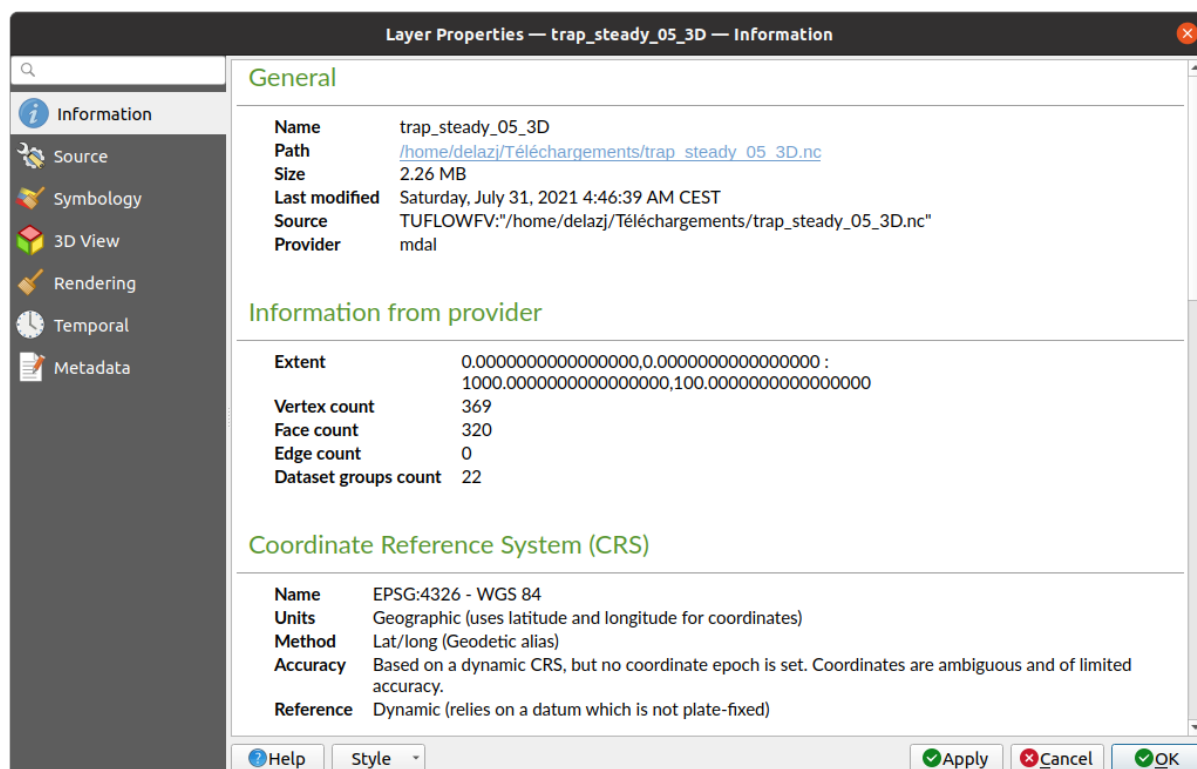 Layer Properties — trap_steady_05_3D — Information
Information
Source
Symbology
3D View
Rendering
Temporal
Metadata
General
Name trap_steady_05_3D
Path /home/delazj/Téléchargements/trap_steady_05_3D.nc
Size 2.26 MB
Last modified Saturday, July 31, 2021 4:46:39 AM CEST
Source TUFLOWFV:"/home/delazj/Téléchargements/trap_steady_05_3D.nc"
Provider mdal
Information from provider
Extent 0.0000000000000000,0.0000000000000000 :
1000.0000000000000000,100.0000000000000000
Vertex count 369
Face count 320
Edge count 0
Dataset groups count 22
Coordinate Reference System (CRS)
Name EPSG:4326 - WGS 84
Units Geographic (uses latitude and longitude for coordinates)
Method Lat/long (Geodetic alias)
Accuracy Based on a dynamic CRS, but no coordinate epoch is set. Coordinates are ambiguous and of limited
accuracy.
Reference Dynamic (relies on a datum which is not plate-fixed)
Help Style Apply Cancel OK